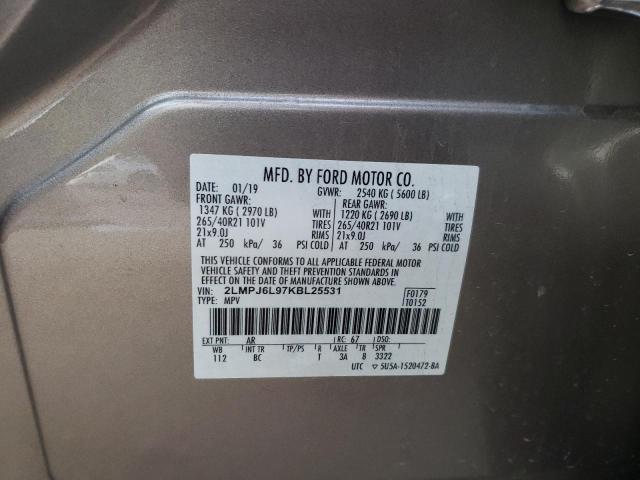 MFD. BY FORD MOTOR CO.
DATE: 01/19 GVWR: 2540 KG ( 5600 LB)
FRONT GAWR: REAR GAWR:
1347 KG ( 2970 LB) WITH 1220 KG ( 2690 LB) WITH
265/40R21 101V TIRES 265/40R21 101V TIRES
21x9.0J RIMS 21x9.0J RIMS
AT 250 kPa/ 36 PSI COLD AT 250 kPa/ 36 PSI COLD
THIS VEHICLE CONFORMS TO ALL APPLICABLE FEDERAL MOTOR
VEHICLE SAFETY AND THEFT PREVENTION STANDARDS IN
EFFECT ON THE DATE OF MANUFACTURE SHOWN ABOVE.
VIN: 2LMPJ6L97KBL25531 F0179
TYPE: MPV T0152
EXT PNT: AR RC: 67 DSO:
WB INT TR TP/PS R AXLE TR SPR
112 BC T 3A 8 3322
UTC ▽ 5U5A-1520472-BA